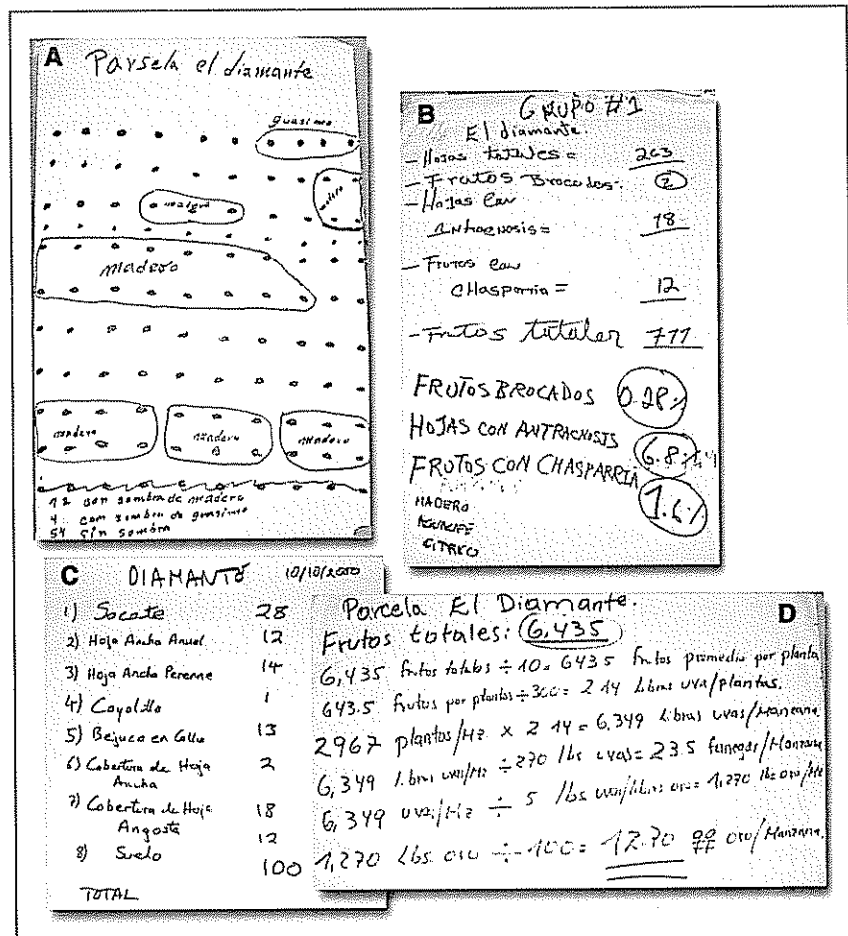 A
Parsela el diamante
guasimo
madero
madero
madero
madero
madero
42 con sombra de madero
4 com sombra de guasimo
54 sin sombra
B
GRUPO #1
El diamante.
- Hojas totales = 263
- Frutos Brocados. 2
- Hojas Con
Antracnosis = 18
- Frutos Con
CHasparria = 12
- Frutos tutaler 711
FRUTOS BROCADOS 0.28%
HOJAS CON ANTRACNOSIS 6.8%
FRUTOS CON CHASPARRIA 1.6%
MADERO
CITRICO
C
DIAMANTE 10/10/2000
1) Socate 28
2) Hoja Ancha Anual 12
3) Hoja Ancha Perenne 14
4) Coyolillo 1
5) Bejuco en Calle 13
6) Cobertura de Hoja
Ancha 2
7) Cobertura de Hoja
Angosta 18
8) Suelo 12
100
TOTAL
D
Parcela El Diamante.
Frutos totales: 6,435
6,435 frutos totales ÷ 10 = 643.5 frutos promedio por planta
643.5 frutos por plantas ÷ 300 = 2.14 Libras uva/plantas.
2967 plantas/Mz x 2.14 = 6,349 Libras uvas/Manzana.
6,349 Libras uva/Mz ÷ 270 lbs uvas = 23.5 fanegas/Manzana
6,349 uva/Mz ÷ 5 lbs uva/libras oro = 1,270 lbs oro/Mz
1,270 Lbs oro ÷ 100 = 12.70 qq oro/Manzana.